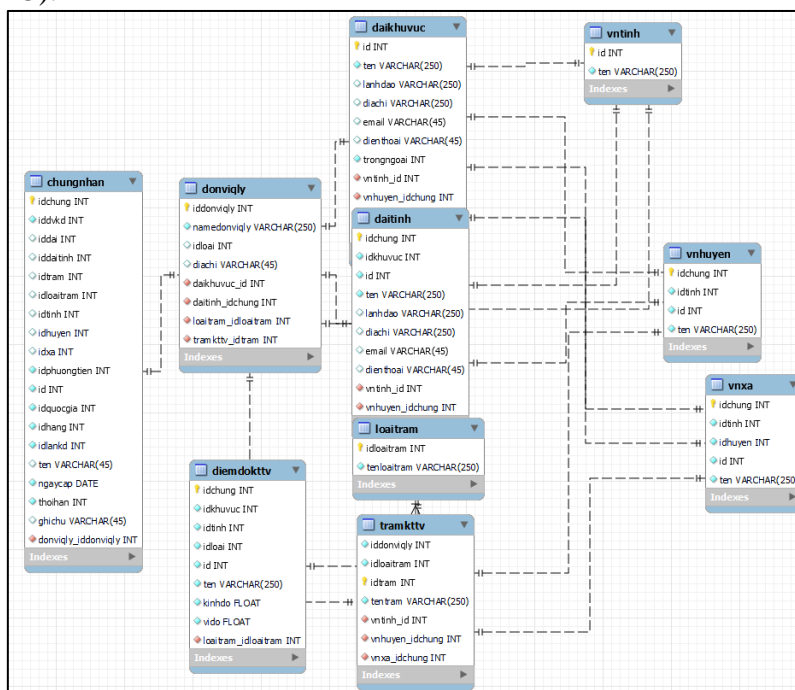 daikhuvuc
id INT
ten VARCHAR(250)
lanhdao VARCHAR(250)
diachi VARCHAR(250)
email VARCHAR(45)
dienthoai VARCHAR(45)
trongngoai INT
vntinh_id INT
vnhuyen_idchung INT
vntinh
id INT
ten VARCHAR(250)
Indexes
chungnhan
idchung INT
iddvkd INT
iddai INT
iddaitinh INT
idtram INT
idloaitram INT
idtinh INT
idhuyen INT
idxa INT
idphuongtien INT
id INT
idquocgia INT
idhang INT
idlankd INT
ten VARCHAR(45)
ngaycap DATE
thoihan INT
ghichu VARCHAR(45)
donviqly_iddonviqly INT
Indexes
donviqly
iddonviqly INT
namedonviqly VARCHAR(250)
idloai INT
diachi VARCHAR(45)
daikhuvuc_id INT
daitinh_idchung INT
loaitram_idloaitram INT
tramkttv_idtram INT
Indexes
daitinh
idchung INT
idkhuvuc INT
id INT
ten VARCHAR(250)
lanhdao VARCHAR(250)
diachi VARCHAR(250)
email VARCHAR(45)
dienthoai VARCHAR(45)
vntinh_id INT
vnhuyen_idchung INT
vnhuyen
idchung INT
idtinh INT
id INT
ten VARCHAR(250)
Indexes
vnxa
idchung INT
idtinh INT
idhuyen INT
id INT
ten VARCHAR(250)
Indexes
loaitram
idloaitram INT
tenloaitram VARCHAR(250)
Indexes
diemdokttv
idchung INT
idkhuvuc INT
idtinh INT
idloai INT
id INT
ten VARCHAR(250)
kinhdo FLOAT
vido FLOAT
loaitram_idloaitram INT
Indexes
tramkttv
iddonviqly INT
idloaitram INT
idtram INT
tentram VARCHAR(250)
vntinh_id INT
vnhuyen_idchung INT
vnxa_idchung INT
Indexes